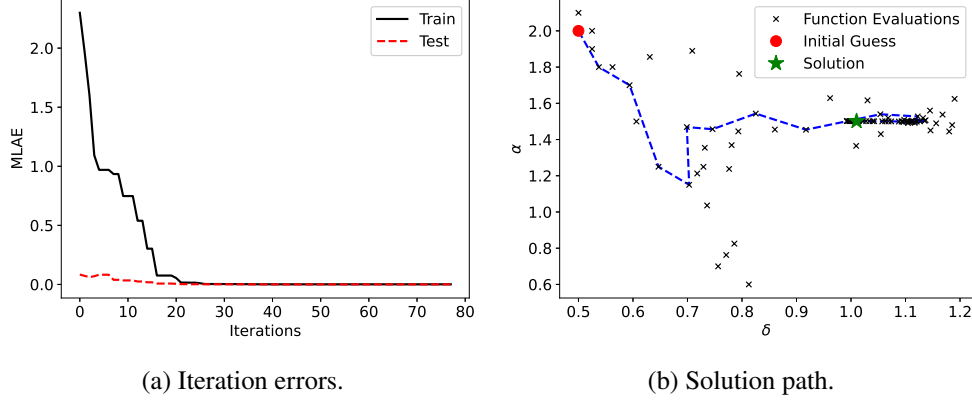 2.0
1.5
1.0
0.5
0.0
MLAE
0 10 20 30 40 50 60 70 80
Iterations
Train
Test
(a) Iteration errors.
2.0
1.8
1.6
1.4
1.2
1.0
0.8
0.6
α
0.5 0.6 0.7 0.8 0.9 1.0 1.1 1.2
δ
Function Evaluations
Initial Guess
Solution
(b) Solution path.